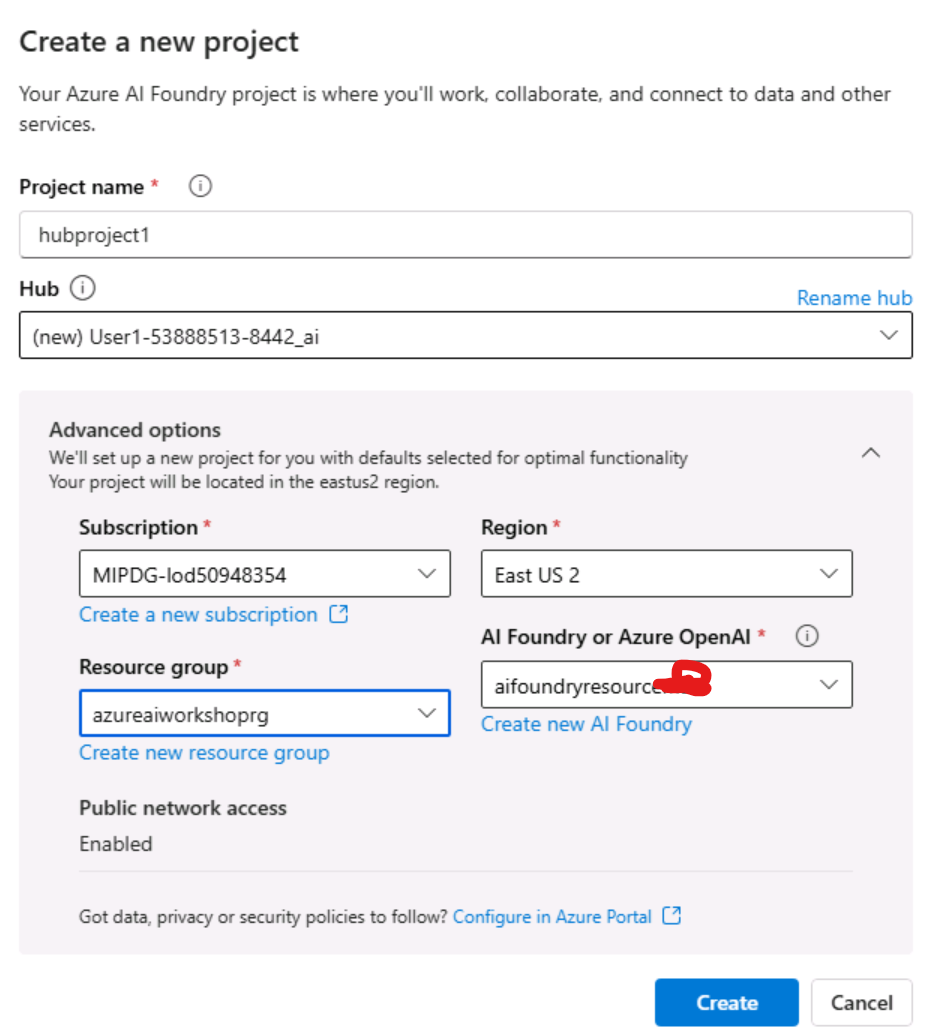 Create a new project
Your Azure AI Foundry project is where you'll work, collaborate, and connect to data and other
services.
Project name *
hubproject1
Hub
Rename hub
(new) User1-53888513-8442_ai
Advanced options
We'll set up a new project for you with defaults selected for optimal functionality
Your project will be located in the eastus2 region.
Subscription *
MIPDG-lod50948354
Create a new subscription
Region *
East US 2
AI Foundry or Azure OpenAI *
aifoundryresource
Create new AI Foundry
Resource group *
azureaiworkshoprg
Create new resource group
Public network access
Enabled
Got data, privacy or security policies to follow? Configure in Azure Portal
Create
Cancel